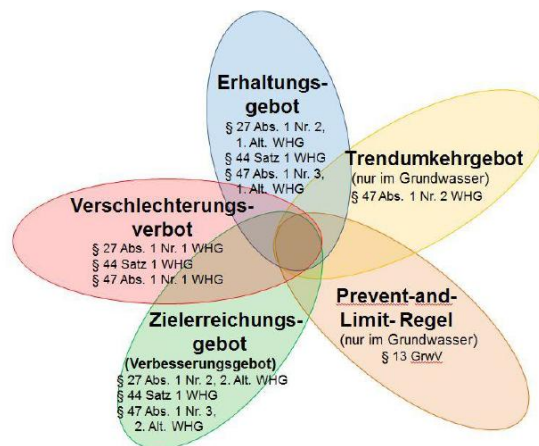 Erhaltungs-
gebot
§ 27 Abs. 1 Nr. 2,
1. Alt. WHG
§ 44 Satz 1 WHG
§ 47 Abs. 1 Nr. 3,
1. Alt. WHG
Trendumkehrgebot
(nur im Grundwasser)
§ 47 Abs. 1 Nr. 2 WHG
Verschlechterungs-
verbot
§ 27 Abs. 1 Nr. 1 WHG
§ 44 Satz 1 WHG
§ 47 Abs. 1 Nr. 1 WHG
Prevent-and-
Limit- Regel
(nur im Grundwasser)
§ 13 GrwV
Zielerreichungs-
gebot
(Verbesserungsgebot)
§ 27 Abs. 1 Nr. 2, 2. Alt. WHG
§ 44 Satz 1 WHG
§ 47 Abs. 1 Nr. 3,
2. Alt. WHG